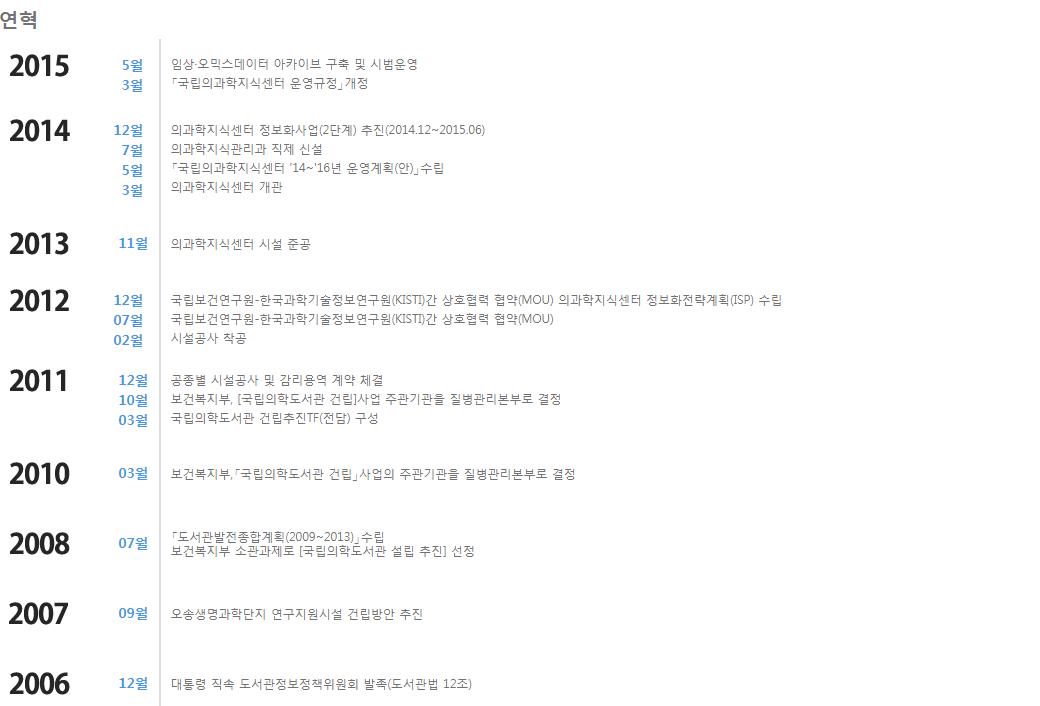 연혁
2015 5월 임상·오믹스데이터 아카이브 구축 및 시범운영
3월 「국립의과학지식센터 운영규정」개정
2014 12월 의과학지식센터 정보화사업(2단계) 추진(2014.12~2015.06)
7월 의과학지식관리과 직제 신설
5월 「국립의과학지식센터 '14~'16년 운영계획(안)」수립
3월 의과학지식센터 개관
2013 11월 의과학지식센터 시설 준공
2012 12월 국립보건연구원-한국과학기술정보연구원(KISTI)간 상호협력 협약(MOU) 의과학지식센터 정보화전략계획(ISP) 수립
07월 국립보건연구원-한국과학기술정보연구원(KISTI)간 상호협력 협약(MOU)
02월 시설공사 착공
2011 12월 공종별 시설공사 및 감리용역 계약 체결
10월 보건복지부, [국립의학도서관 건립]사업 주관기관을 질병관리본부로 결정
03월 국립의학도서관 건립추진TF(전담) 구성
2010 03월 보건복지부,「국립의학도서관 건립」사업의 주관기관을 질병관리본부로 결정
2008 07월 「도서관발전종합계획(2009~2013)」수립
보건복지부 소관과제로 [국립의학도서관 설립 추진] 선정
2007 09월 오송생명과학단지 연구지원시설 건립방안 추진
2006 12월 대통령 직속 도서관정보정책위원회 발족(도서관법 12조)